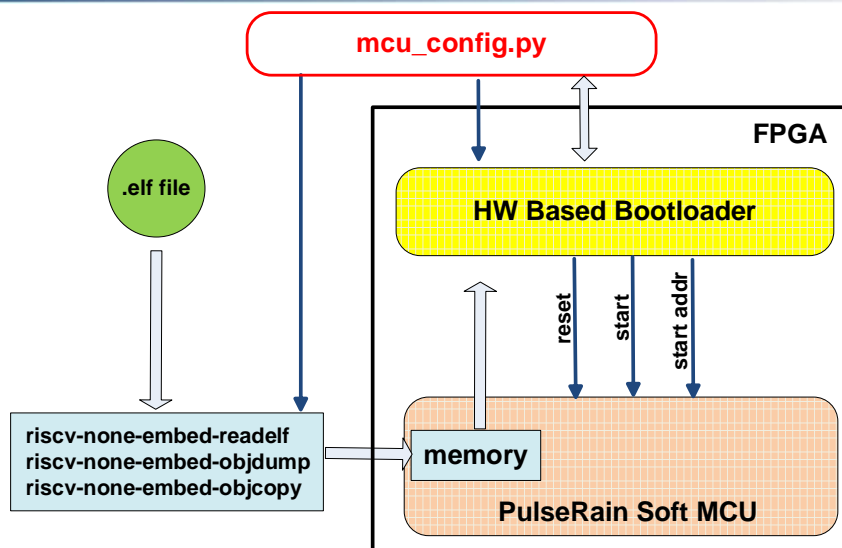 mcu_config.py
FPGA
.elf file
HW Based Bootloader
reset
start
start addr
riscv-none-embed-readelf
riscv-none-embed-objdump
riscv-none-embed-objcopy
memory
PulseRain Soft MCU